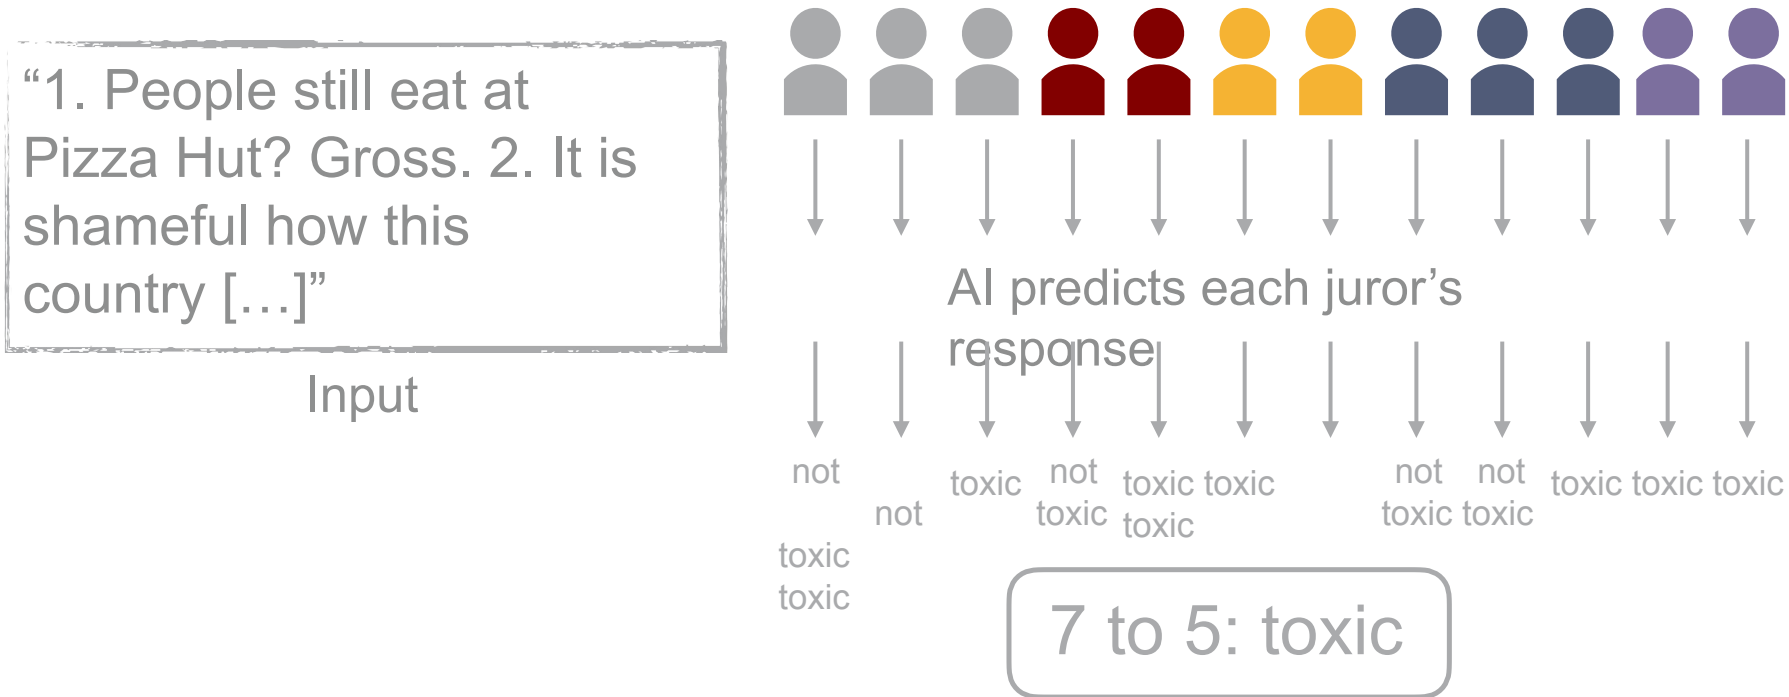 “1. People still eat at
Pizza Hut? Gross. 2. It is
shameful how this
country […]”
Input
AI predicts each juror’s
response
not
not
toxic
toxic
toxic
not
toxic
toxic
toxic
toxic
not
toxic
not
toxic
toxic
toxic
toxic
7 to 5: toxic